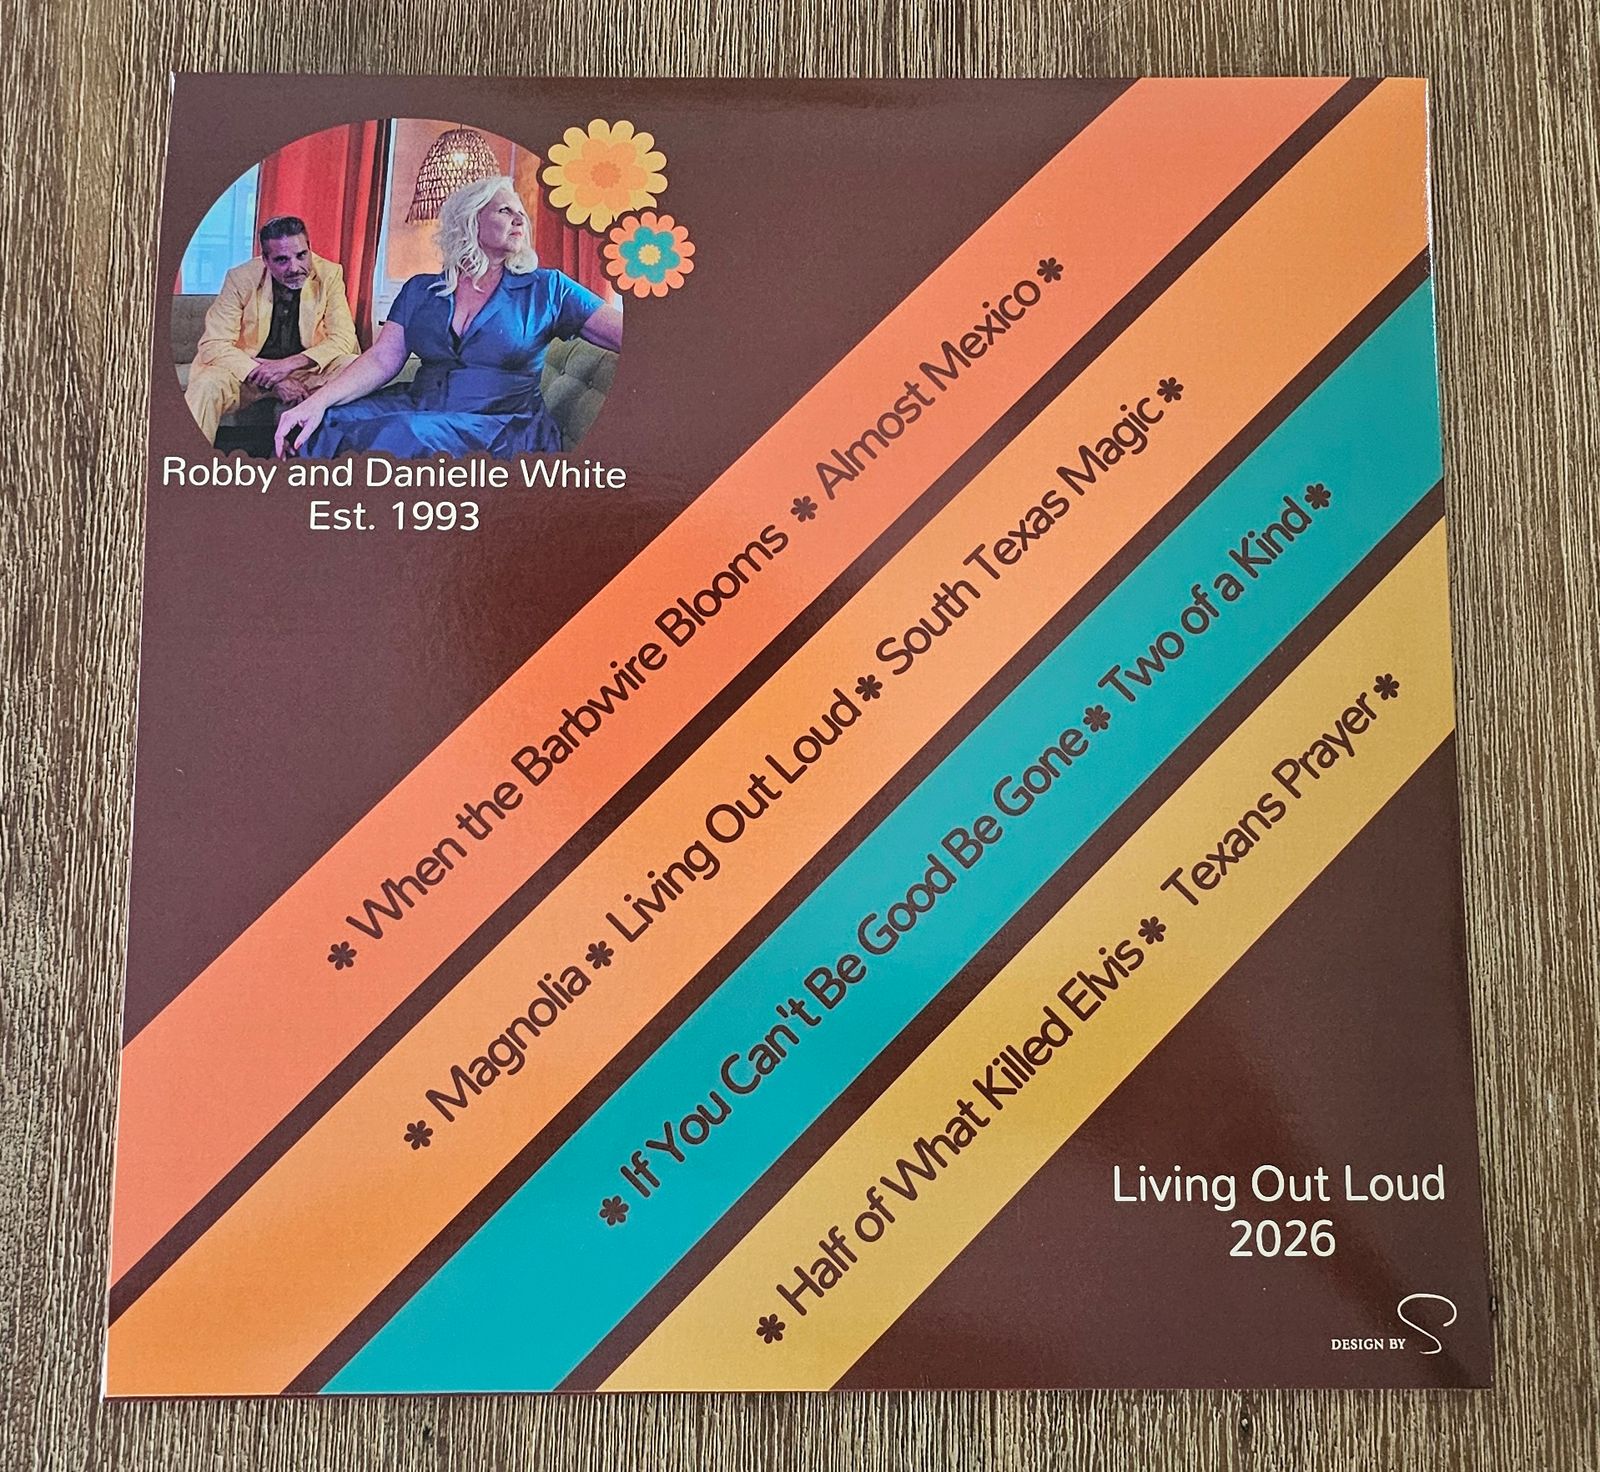 Robby and Danielle White
Est. 1993
* When the Barbwire Blooms * Almost Mexico *
* Magnolia * Living Out Loud * South Texas Magic *
* If You Can't Be Good Be Gone * Two of a Kind *
* Half of What Killed Elvis * Texans Prayer *
Living Out Loud
2026
DESIGN BY S